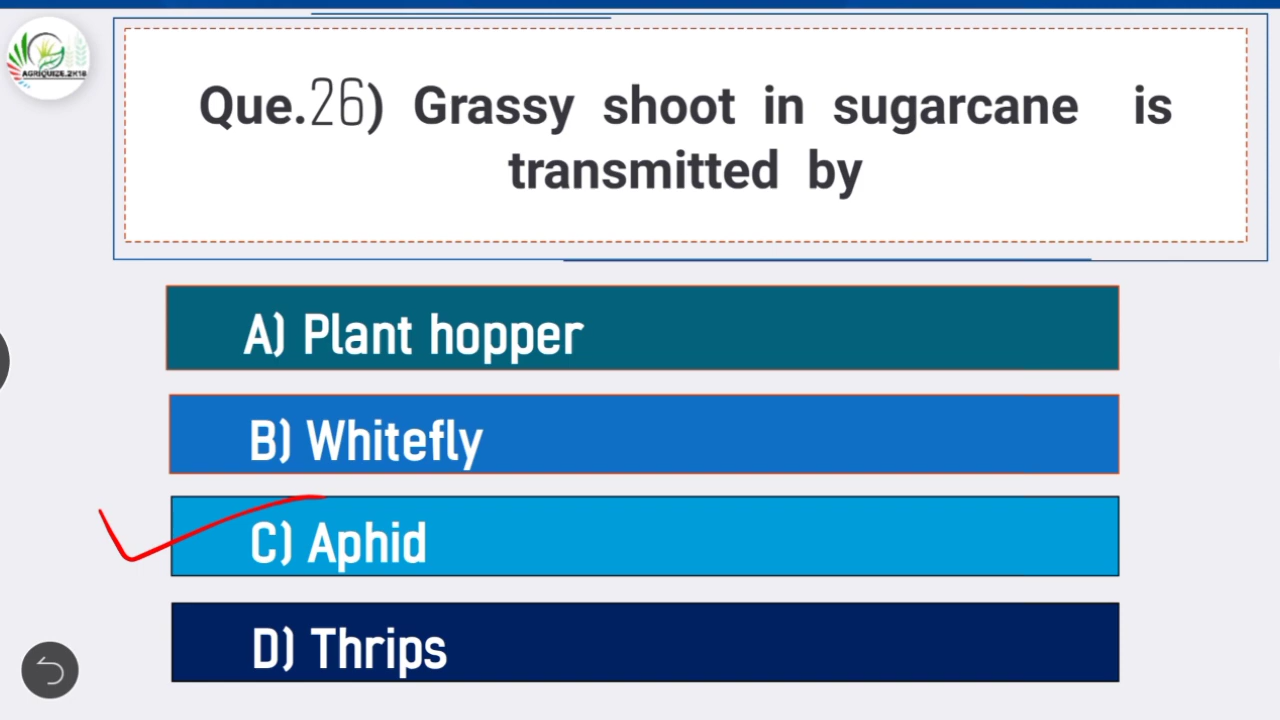 AGRIQUIZE.2K18
Que.26) Grassy shoot in sugarcane is
transmitted by
A) Plant hopper
B) Whitefly
C) Aphid
D) Thrips